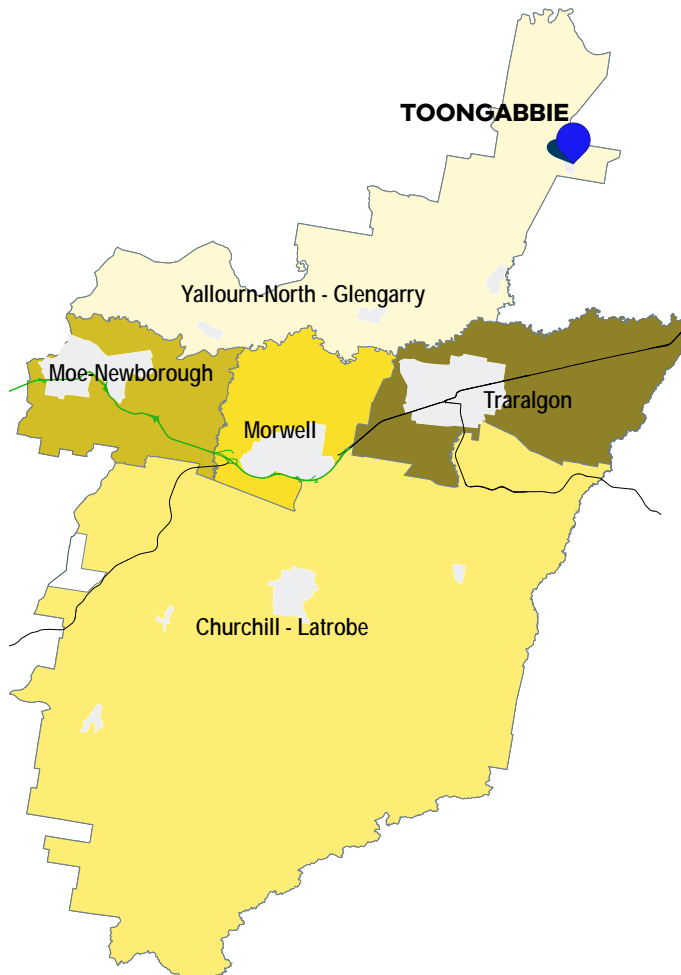 TOONGABBIE
Yallourn-North - Glengarry
Moe-Newborough
Traralgon
Morwell
Churchill - Latrobe